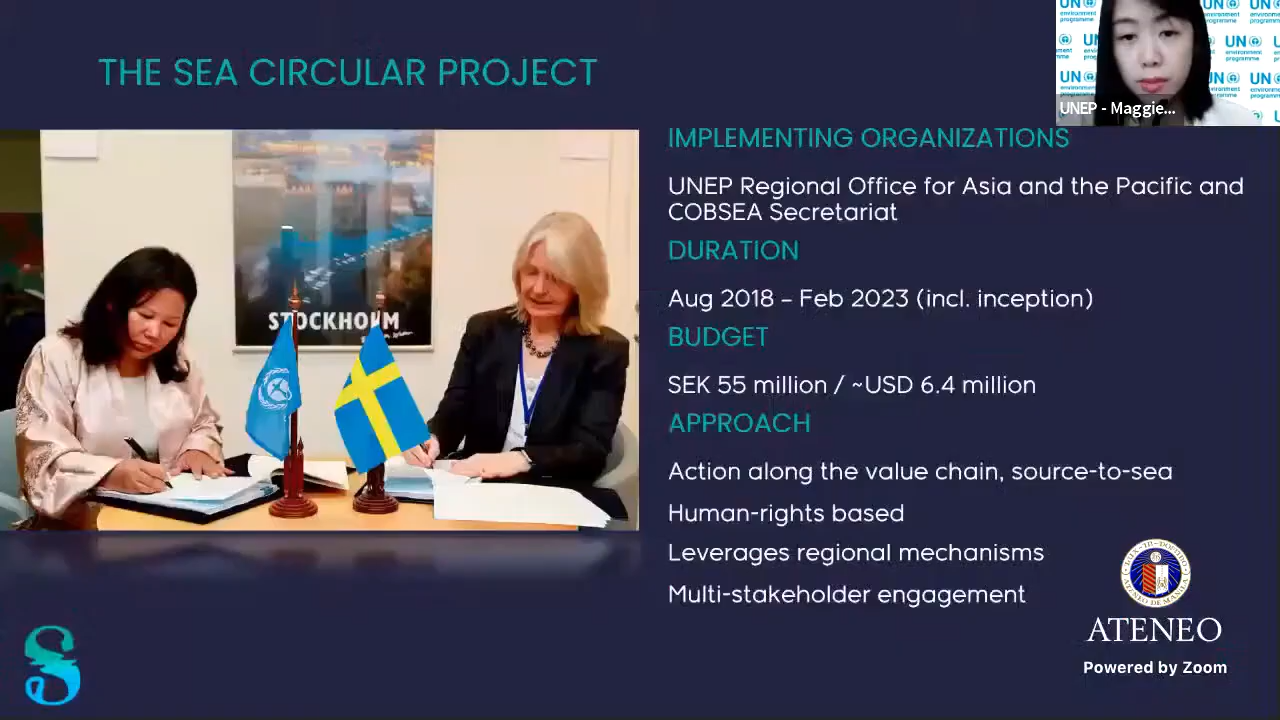 THE SEA CIRCULAR PROJECT
UNEP - Maggie...
IMPLEMENTING ORGANIZATIONS
UNEP Regional Office for Asia and the Pacific and
COBSEA Secretariat
DURATION
Aug 2018 – Feb 2023 (incl. inception)
BUDGET
SEK 55 million / ~USD 6.4 million
APPROACH
Action along the value chain, source-to-sea
Human-rights based
Leverages regional mechanisms
Multi-stakeholder engagement
STOCKHOLM
UN environment programme
ATENEO
Powered by Zoom